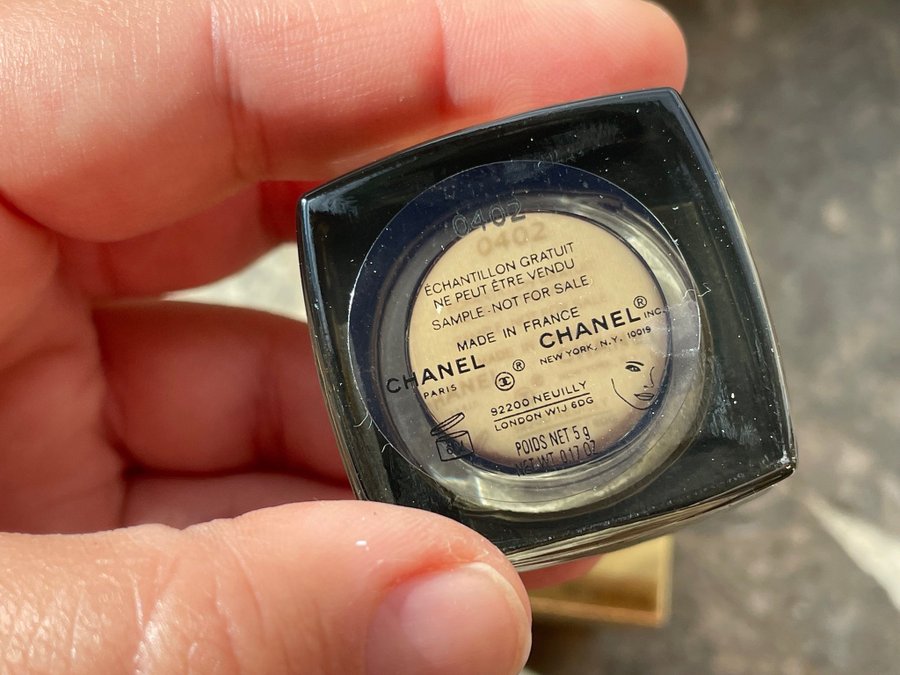 0402
ÉCHANTILLON GRATUIT
NE PEUT ÊTRE VENDU
SAMPLE - NOT FOR SALE
MADE IN FRANCE
CHANEL
PARIS
®
CHANEL® INC.
NEW YORK, N.Y. 10019
92200 NEUILLY
LONDON W1J 6DG
POIDS NET 5 g
NET WT. 0.17 OZ